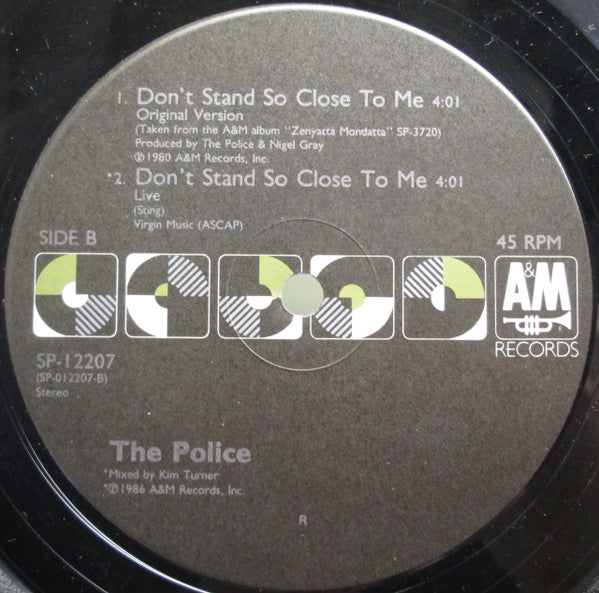 1. Don't Stand So Close To Me 4:01
Original Version
(Taken from the A&M album "Zenyatta Mondatta" SP-3720)
Produced by The Police & Nigel Gray
℗1980 A&M Records, Inc.
*2. Don't Stand So Close To Me 4:01
Live
(Sting)
Virgin Music (ASCAP)
SIDE B
45 RPM
A&M
RECORDS
SP-12207
(SP-012207-B)
Stereo
The Police
*Mixed by Kim Turner
*℗1986 A&M Records, Inc.
R